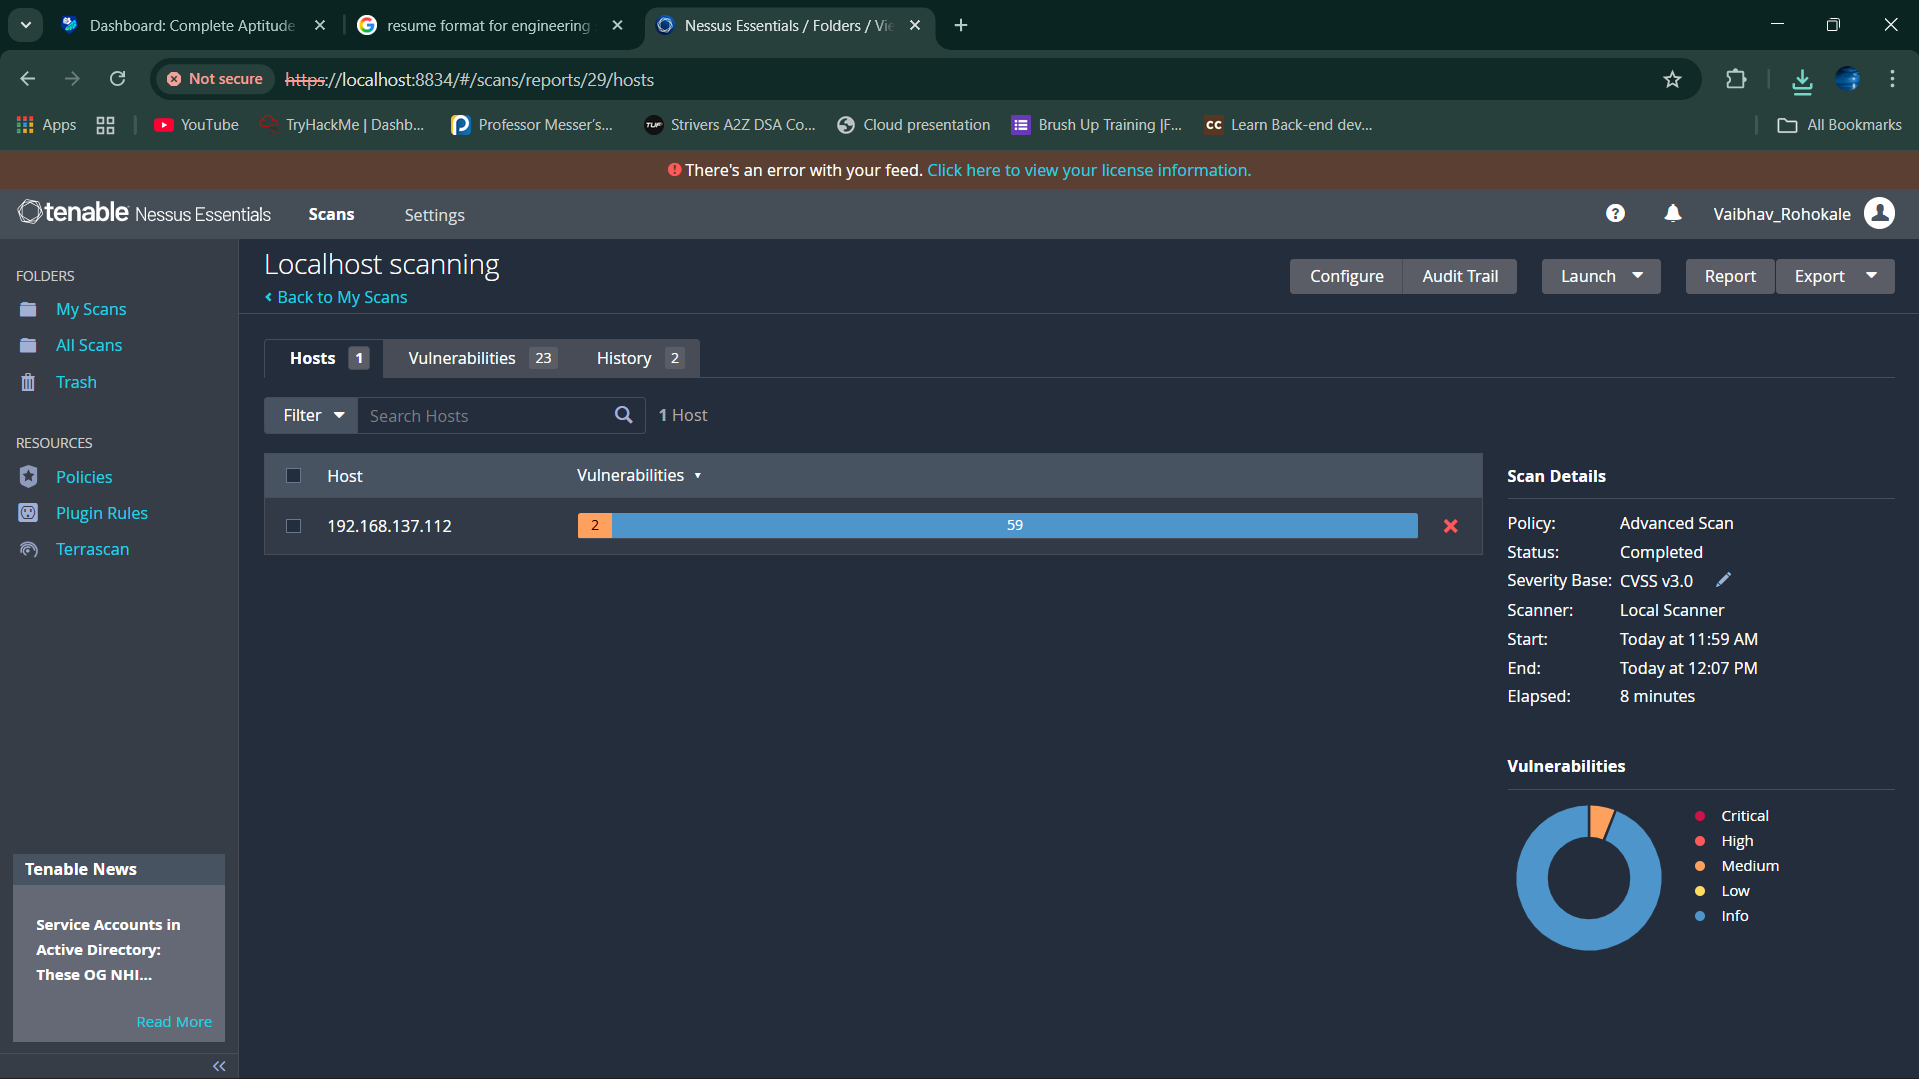 Dashboard: Complete Aptitude
resume format for engineering
Nessus Essentials / Folders / Vie
Not secure https://localhost:8834/#/scans/reports/29/hosts
Apps YouTube TryHackMe | Dashb... Professor Messer's... TUF Strivers A2Z DSA Co... Cloud presentation Brush Up Training |F... CC Learn Back-end dev... All Bookmarks
There's an error with your feed. Click here to view your license information.
tenable Nessus Essentials Scans Settings ? Vaibhav_Rohokale
FOLDERS
My Scans
All Scans
Trash
RESOURCES
Policies
Plugin Rules
Terrascan
Tenable News
Service Accounts in
Active Directory:
These OG NHI...
Read More
Localhost scanning
Back to My Scans
Configure Audit Trail Launch Report Export
Hosts 1 Vulnerabilities 23 History 2
Filter Search Hosts 1 Host
Host Vulnerabilities
192.168.137.112 2 59
Scan Details
Policy: Advanced Scan
Status: Completed
Severity Base: CVSS v3.0
Scanner: Local Scanner
Start: Today at 11:59 AM
End: Today at 12:07 PM
Elapsed: 8 minutes
Vulnerabilities
Critical
High
Medium
Low
Info